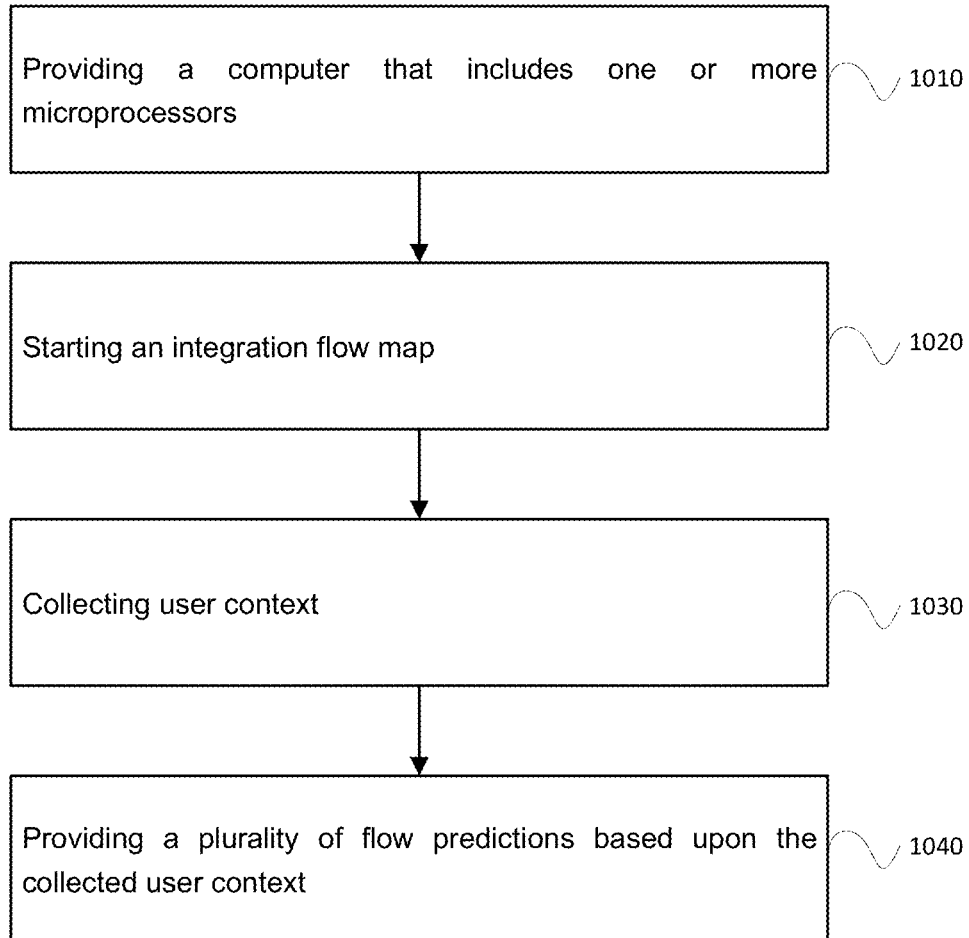 Providing a computer that includes one or more
microprocessors
1010
Starting an integration flow map
1020
Collecting user context
1030
Providing a plurality of flow predictions based upon the
collected user context
1040